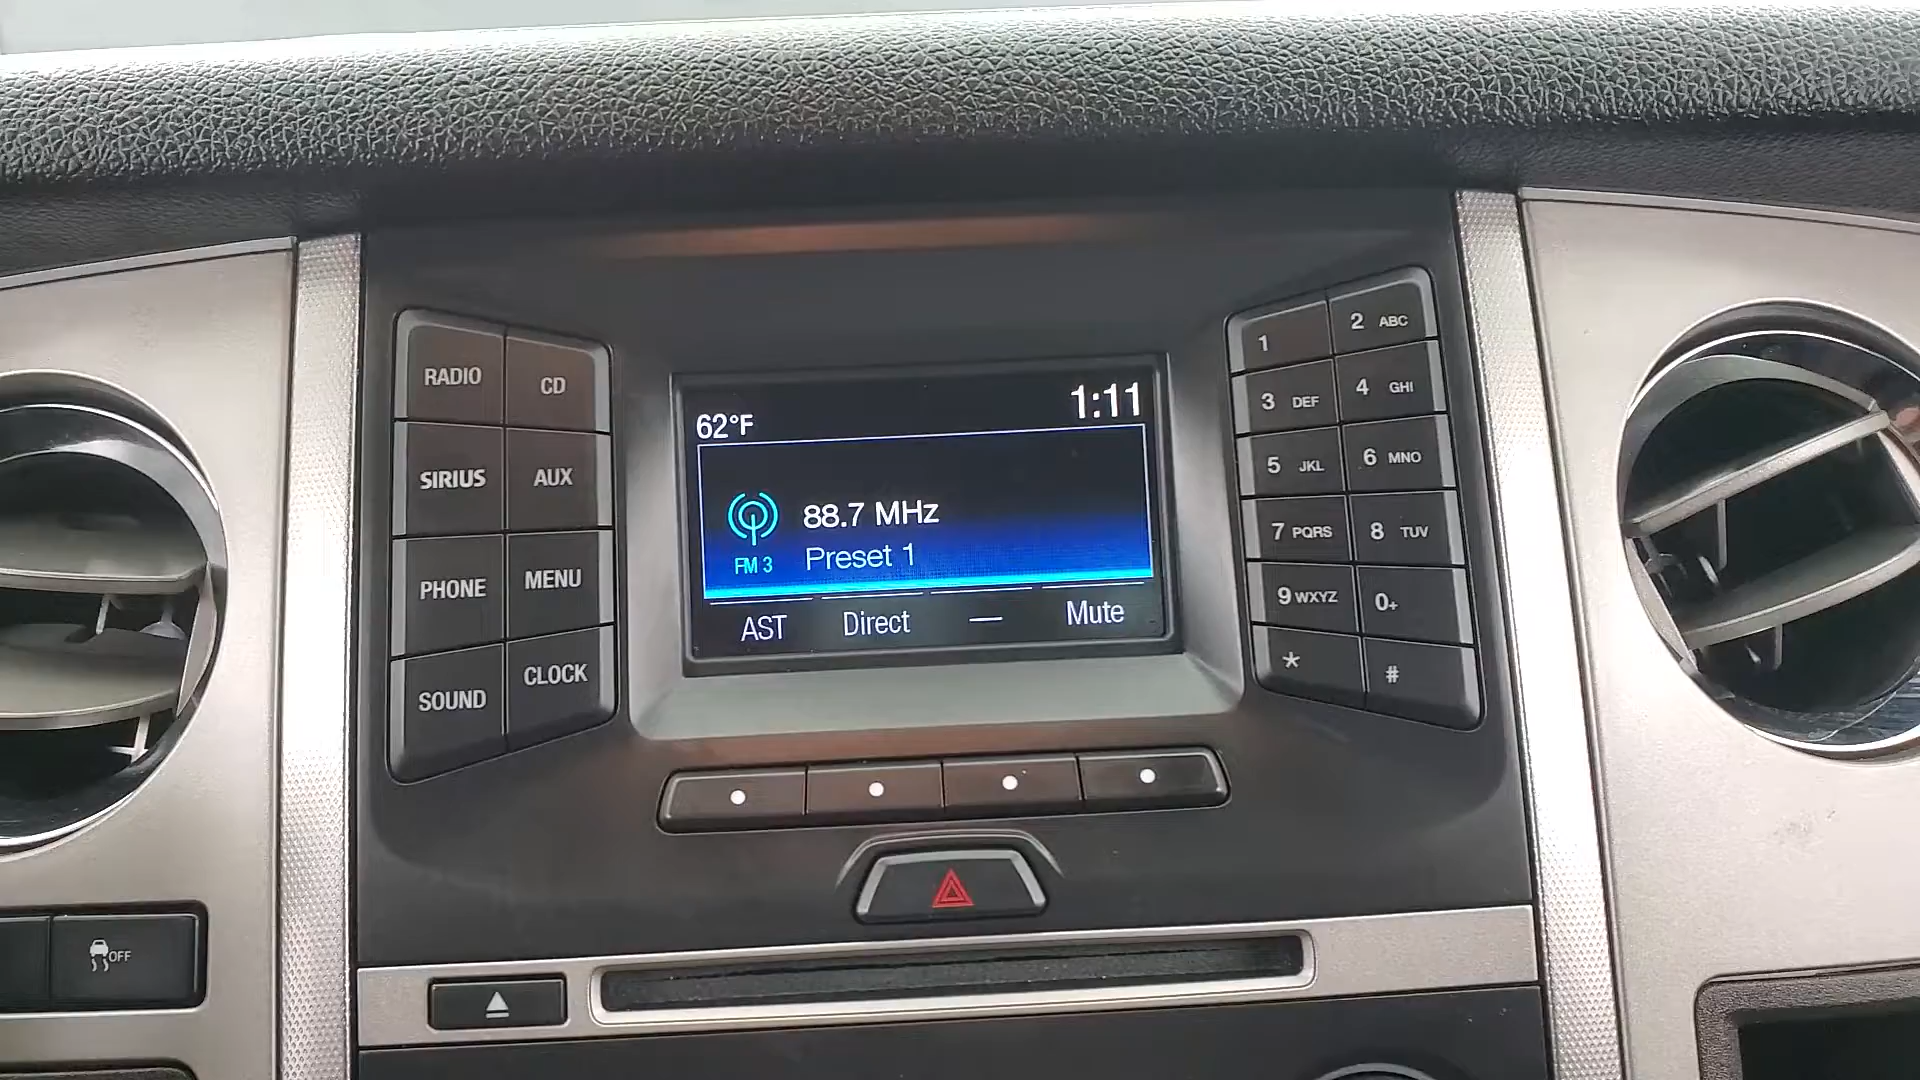 RADIO
CD
SIRIUS
AUX
PHONE
MENU
SOUND
CLOCK
62°F
1:11
88.7 MHz
FM 3
Preset 1
AST
Direct
—
Mute
1
2 ABC
3 DEF
4 GHI
5 JKL
6 MNO
7 PQRS
8 TUV
9 WXYZ
0+
*
#
OFF